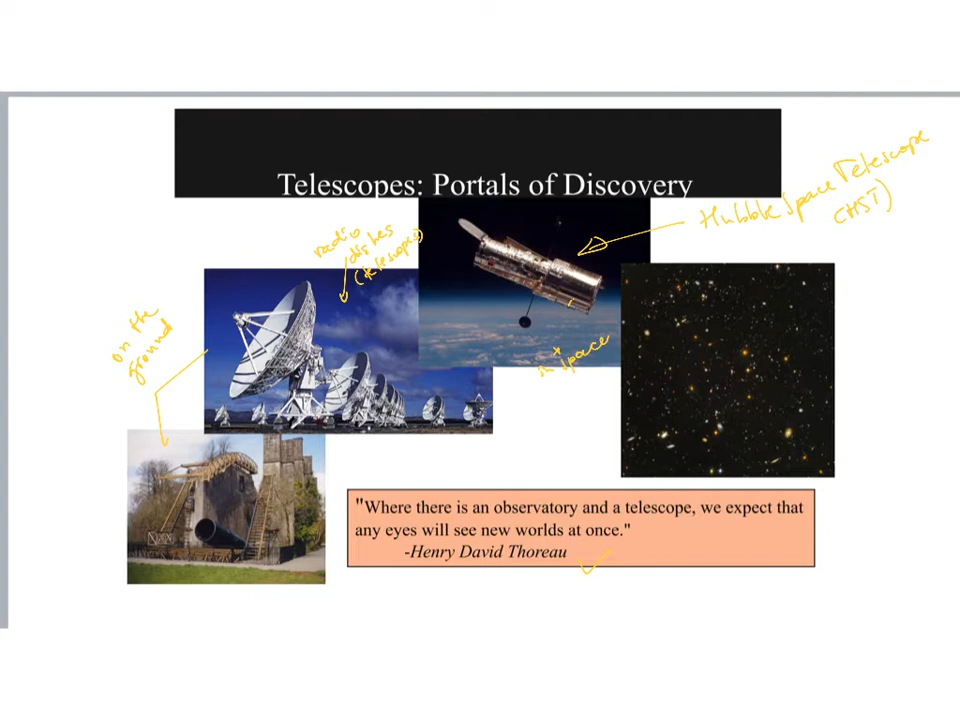 Telescopes: Portals of Discovery
Hubble Space Telescope
(HST)
radio
dishes
(telescopes)
on the
ground
in space
"Where there is an observatory and a telescope, we expect that
any eyes will see new worlds at once."
-Henry David Thoreau